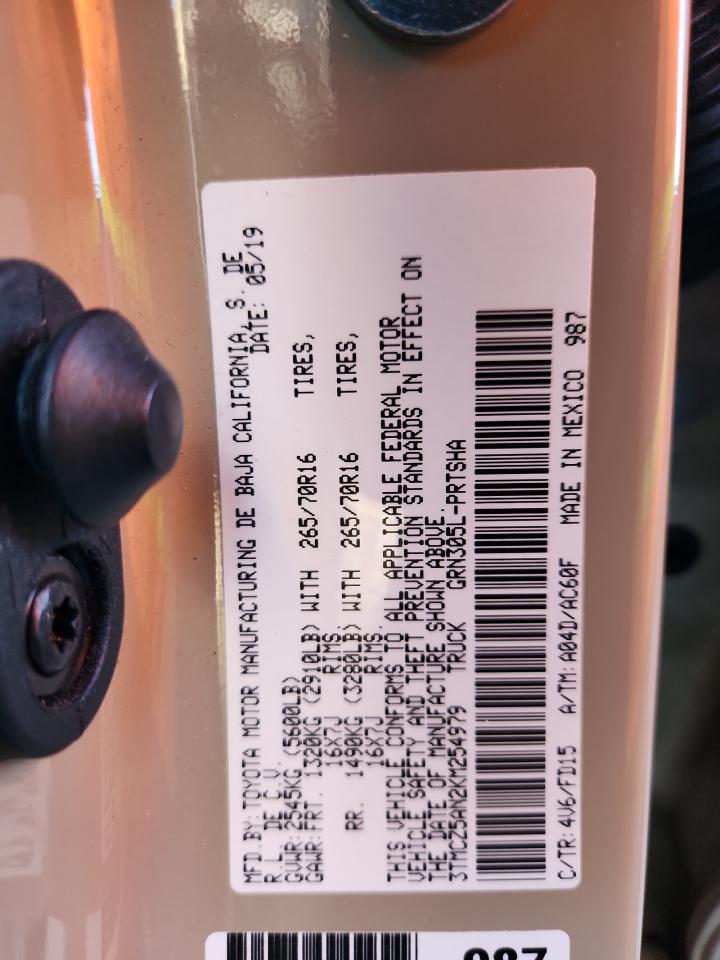 MFD.BY: TOYOTA MOTOR MANUFACTURING DE BAJA CALIFORNIA, S. DE
R.L. DE C.V. DATE: 05/19
GVWR: 2545KG (5600LB)
GAWR: FRT. 1320KG (2910LB) WITH 265/70R16 TIRES,
16X7J RIMS
RR. 1490KG (3280LB) WITH 265/70R16 TIRES,
16X7J RIMS.
THIS VEHICLE CONFORMS TO ALL APPLICABLE FEDERAL MOTOR
VEHICLE SAFETY AND THEFT PREVENTION STANDARDS IN EFFECT ON
THE DATE OF MANUFACTURE SHOWN ABOVE.
3TMCZ5AN2KM254979 TRUCK GRN305L-PRTSHA
C/TR: 4V6/FD15 A/TM: A04D/AC60F MADE IN MEXICO 987
987